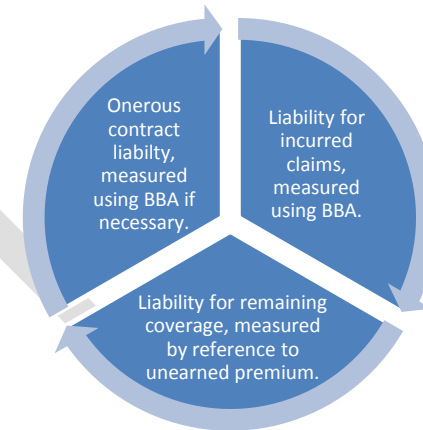 Onerous
contract
liabilty,
measured
using BBA if
necessary.
Liability for
incurred
claims,
measured
using BBA.
Liability for remaining
coverage, measured
by reference to
unearned premium.